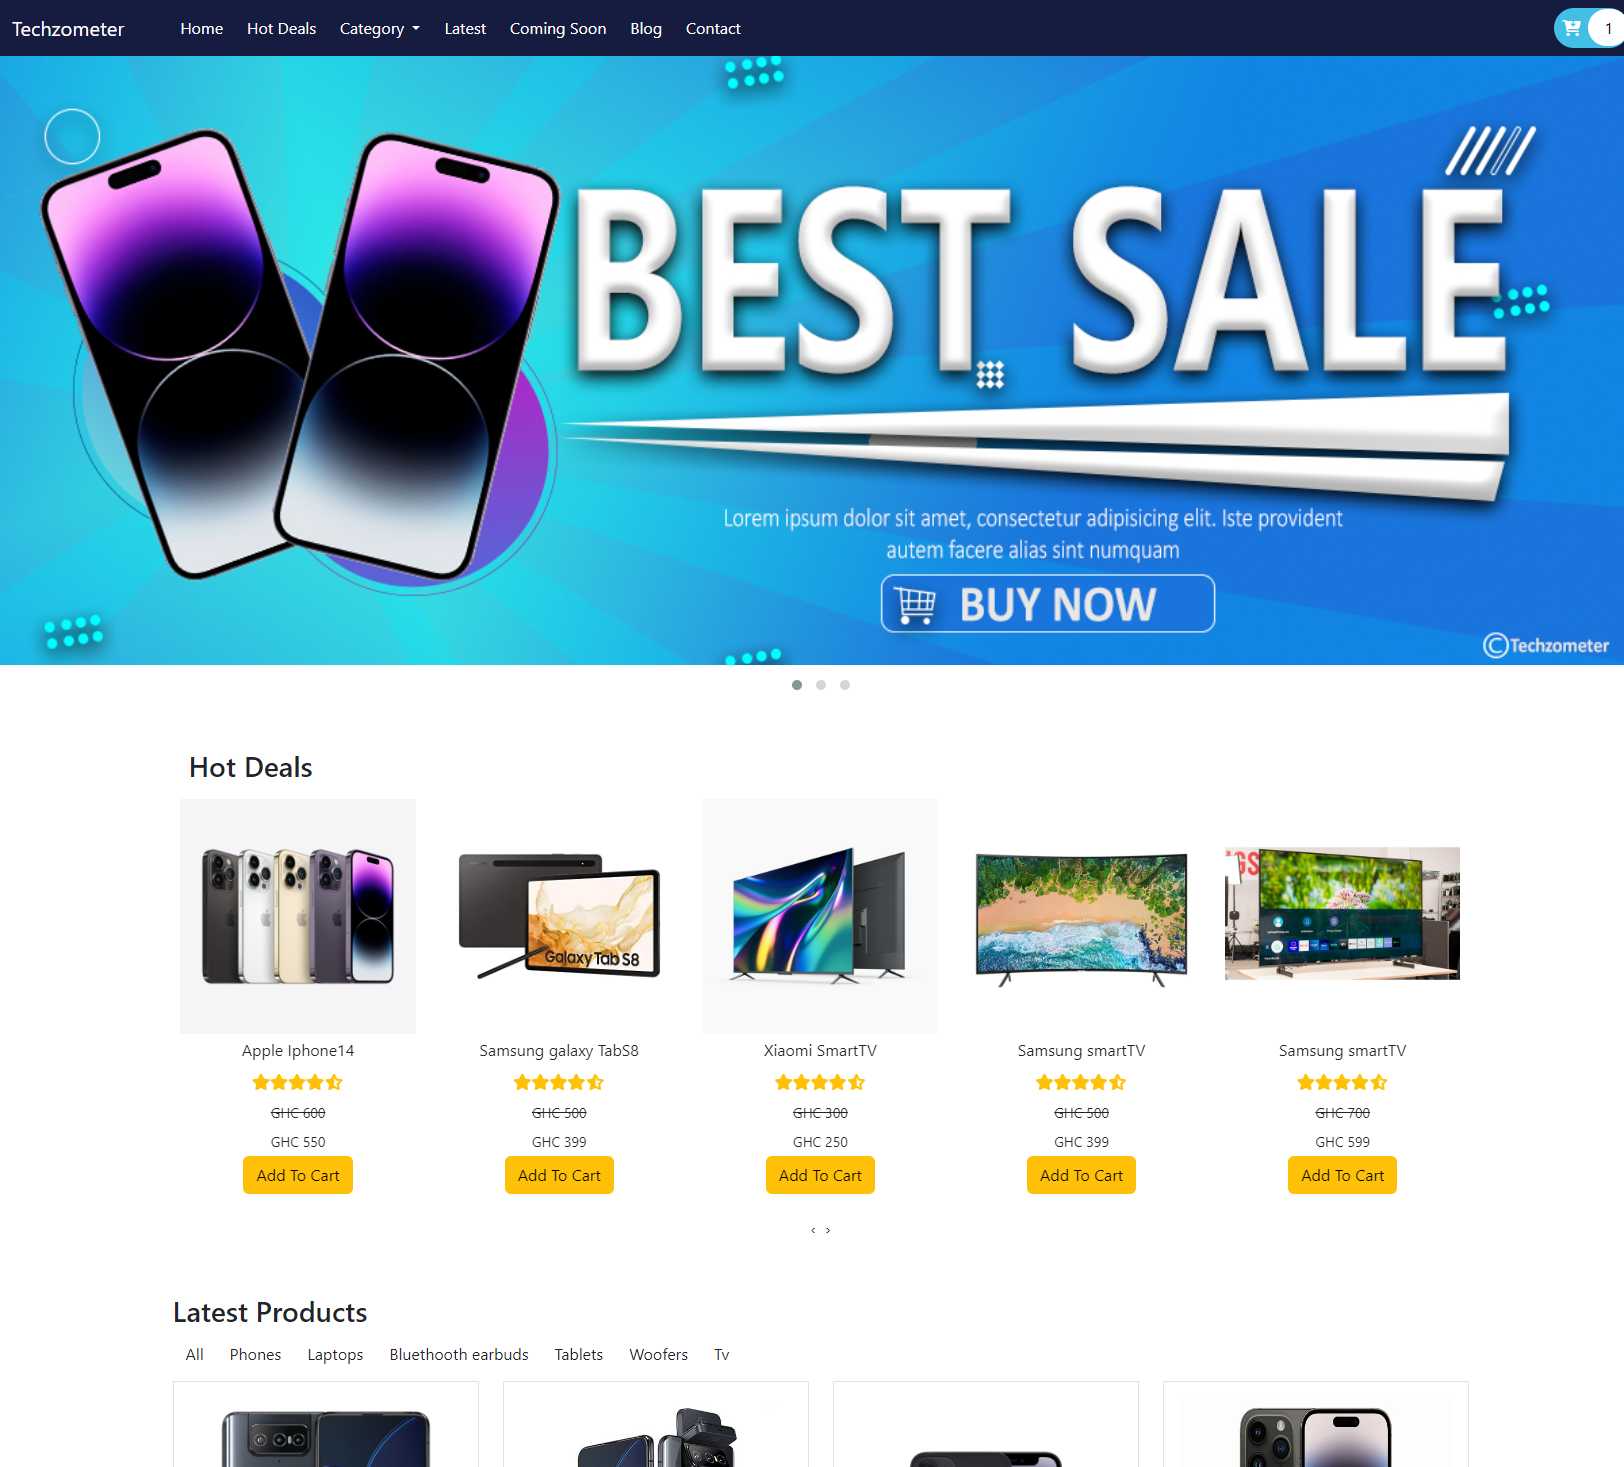 Techzometer Home Hot Deals Category Latest Coming Soon Blog Contact 1
BEST SALE
Lorem ipsum dolor sit amet, consectetur adipisicing elit. Iste provident
autem facere alias sint numquam
BUY NOW
©Techzometer
Hot Deals
Galaxy Tab S8
Apple Iphone14 Samsung galaxy TabS8 Xiaomi SmartTV Samsung smartTV Samsung smartTV
GHC 600 GHC 500 GHC 300 GHC 500 GHC 700
GHC 550 GHC 399 GHC 250 GHC 399 GHC 599
Add To Cart Add To Cart Add To Cart Add To Cart Add To Cart
‹ ›
Latest Products
All Phones Laptops Bluethooth earbuds Tablets Woofers Tv